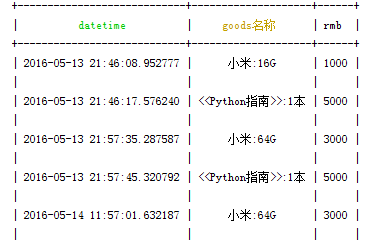 datetime goods名称 rmb
2016-05-13 21:46:08.952777 小米:16G 1000
2016-05-13 21:46:17.576240 <<Python指南>>:1本 5000
2016-05-13 21:57:35.287587 小米:64G 3000
2016-05-13 21:57:45.320792 <<Python指南>>:1本 5000
2016-05-14 11:57:01.632187 小米:64G 3000